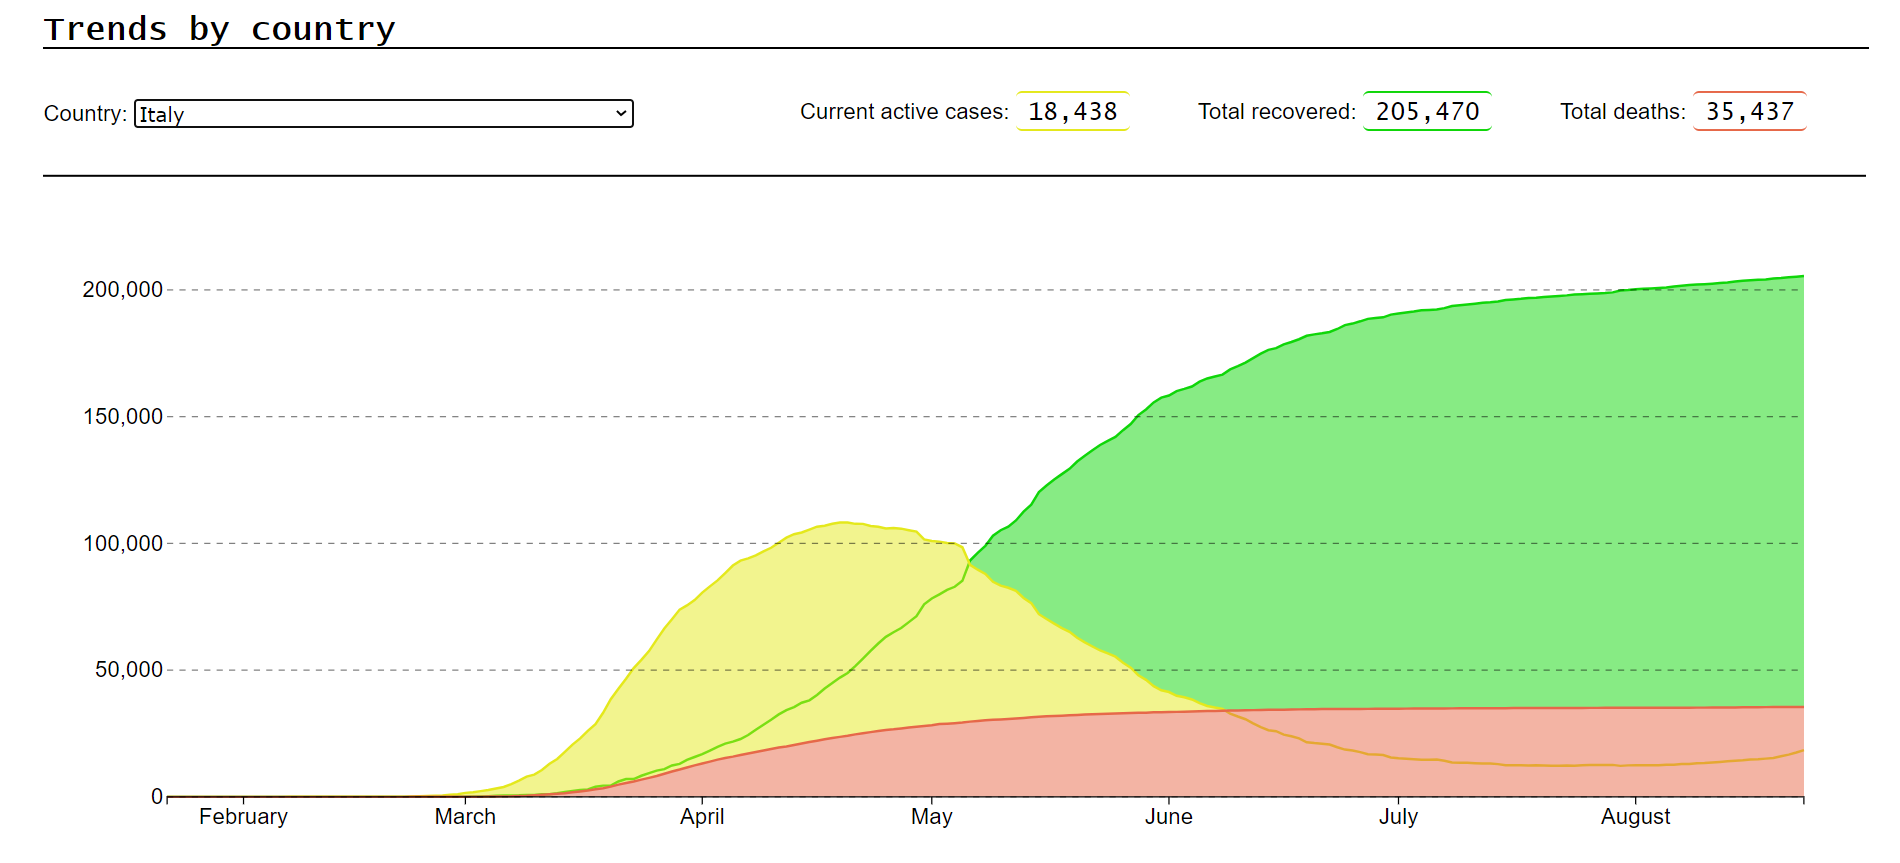 Trends by country
Country: Italy
Current active cases: 18,438
Total recovered: 205,470
Total deaths: 35,437
200,000
150,000
100,000
50,000
0
February March April May June July August